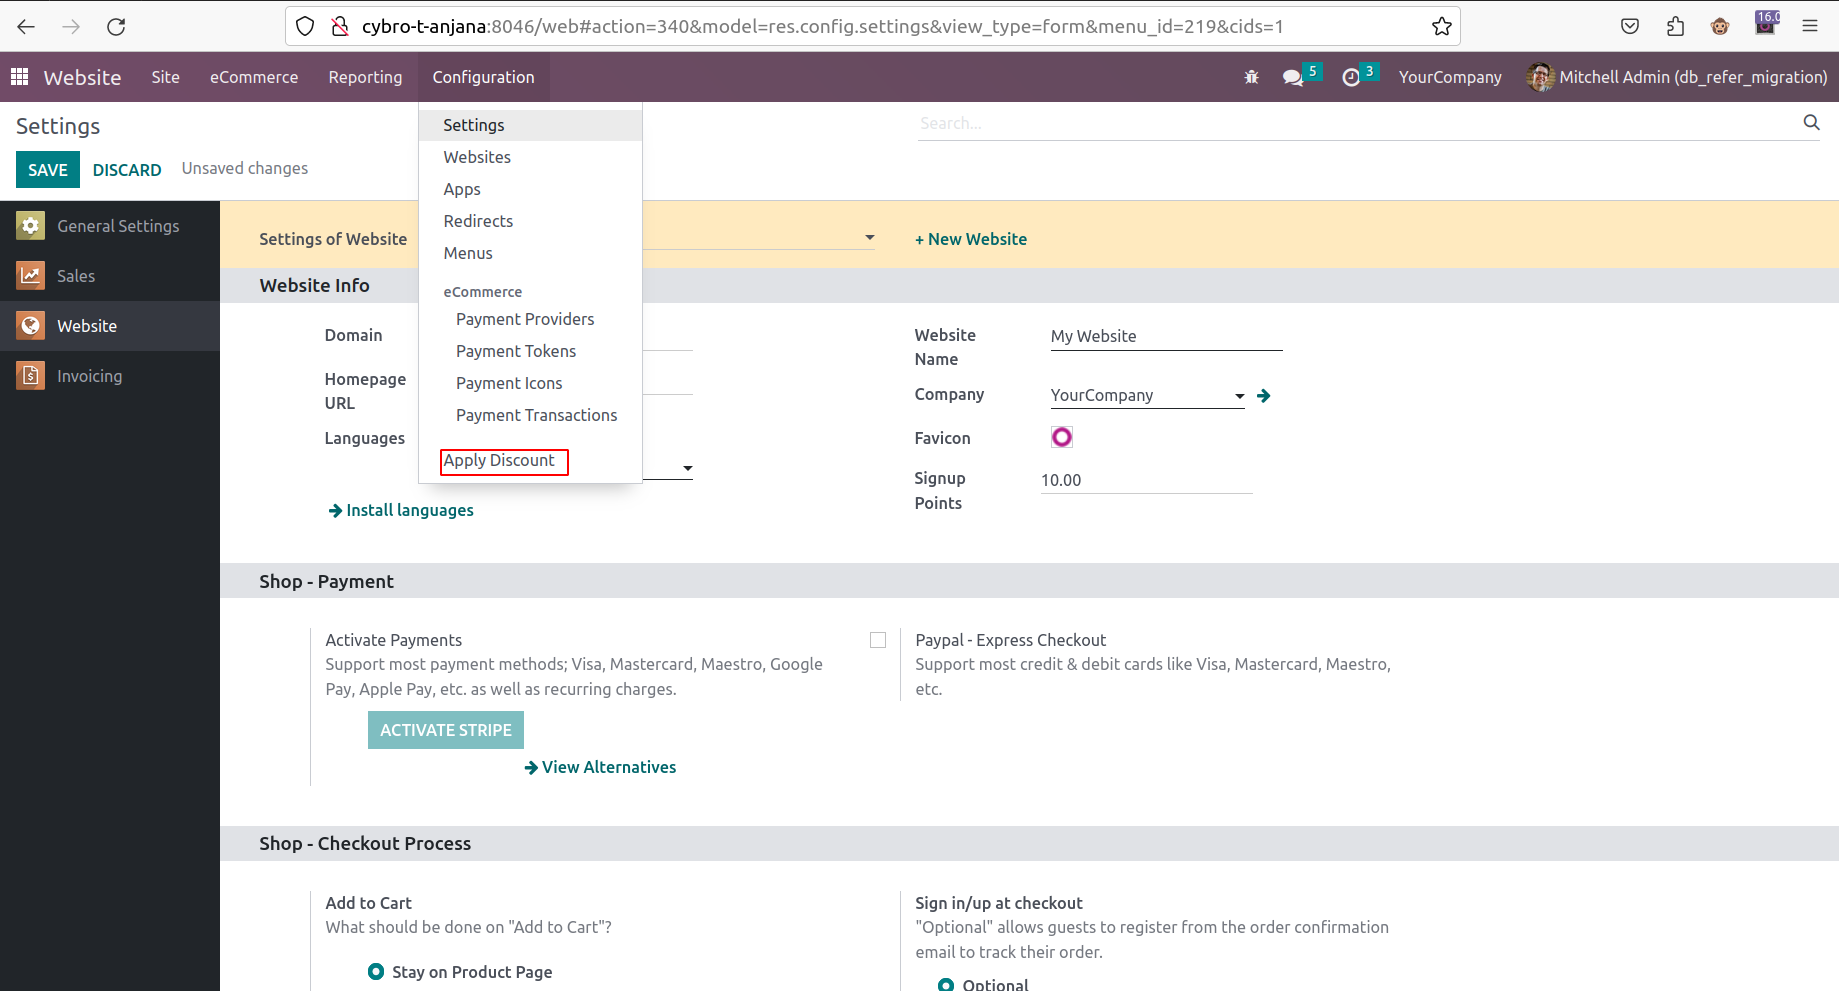 cybro-t-anjana:8046/web#action=340&model=res.config.settings&view_type=form&menu_id=219&cids=1
16.0
Website
Site
eCommerce
Reporting
Configuration
5
3
YourCompany
Mitchell Admin (db_refer_migration)
Settings
Search...
SAVE
DISCARD
Unsaved changes
Settings
Websites
Apps
Redirects
Menus
eCommerce
Payment Providers
Payment Tokens
Payment Icons
Payment Transactions
Apply Discount
General Settings
Sales
Website
Invoicing
Settings of Website
+ New Website
Website Info
Domain
Homepage
URL
Languages
Install languages
Website
Name
My Website
Company
YourCompany
Favicon
Signup
Points
10.00
Shop - Payment
Activate Payments
Support most payment methods; Visa, Mastercard, Maestro, Google
Pay, Apple Pay, etc. as well as recurring charges.
ACTIVATE STRIPE
View Alternatives
Paypal - Express Checkout
Support most credit & debit cards like Visa, Mastercard, Maestro,
etc.
Shop - Checkout Process
Add to Cart
What should be done on "Add to Cart"?
Stay on Product Page
Sign in/up at checkout
"Optional" allows guests to register from the order confirmation
email to track their order.
Optional